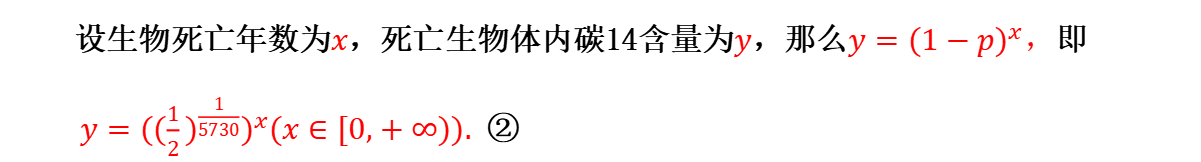 设生物死亡年数为x，死亡生物体内碳14含量为y，那么y = (1 − p)^x，即
y = ((1/2)^(1/5730))^x (x ∈ [0, + ∞)). ②